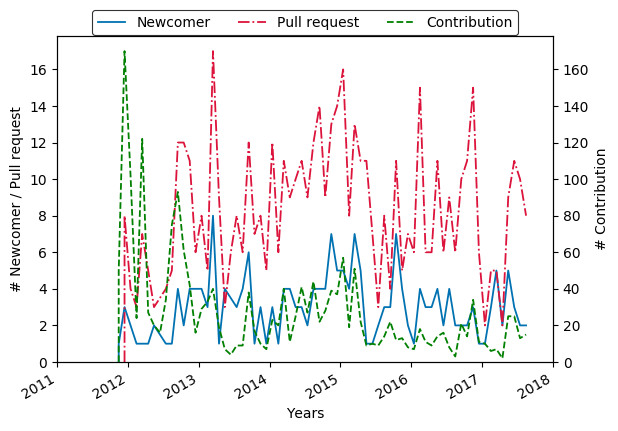 Newcomer Pull request Contribution
16 160
14 140
12 120
10 100
8 80
6 60
4 40
2 20
0 0
# Newcomer / Pull request
# Contribution
2011 2012 2013 2014 2015 2016 2017 2018
Years